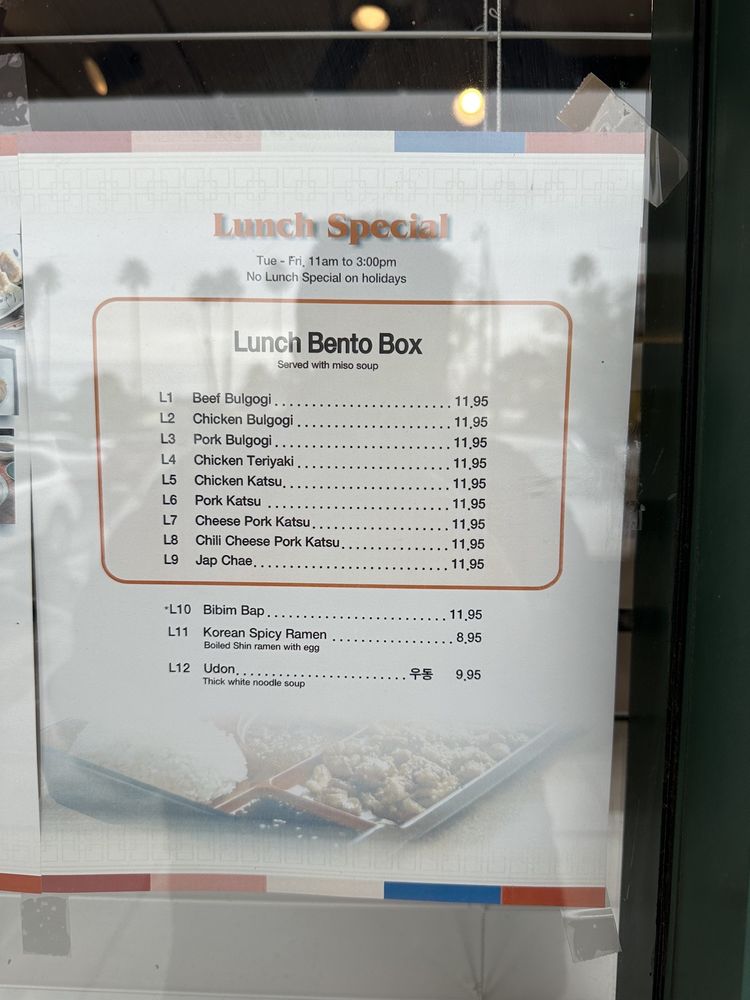 Lunch Special
Tue - Fri, 11am to 3:00pm
No Lunch Special on holidays
Lunch Bento Box
Served with miso soup
L1 Beef Bulgogi 11.95
L2 Chicken Bulgogi 11.95
L3 Pork Bulgogi 11.95
L4 Chicken Teriyaki 11.95
L5 Chicken Katsu 11.95
L6 Pork Katsu 11.95
L7 Cheese Pork Katsu 11.95
L8 Chili Cheese Pork Katsu 11.95
L9 Jap Chae 11.95
*L10 Bibim Bap 11.95
L11 Korean Spicy Ramen 8.95
Boiled Shin ramen with egg
L12 Udon 우동 9.95
Thick white noodle soup